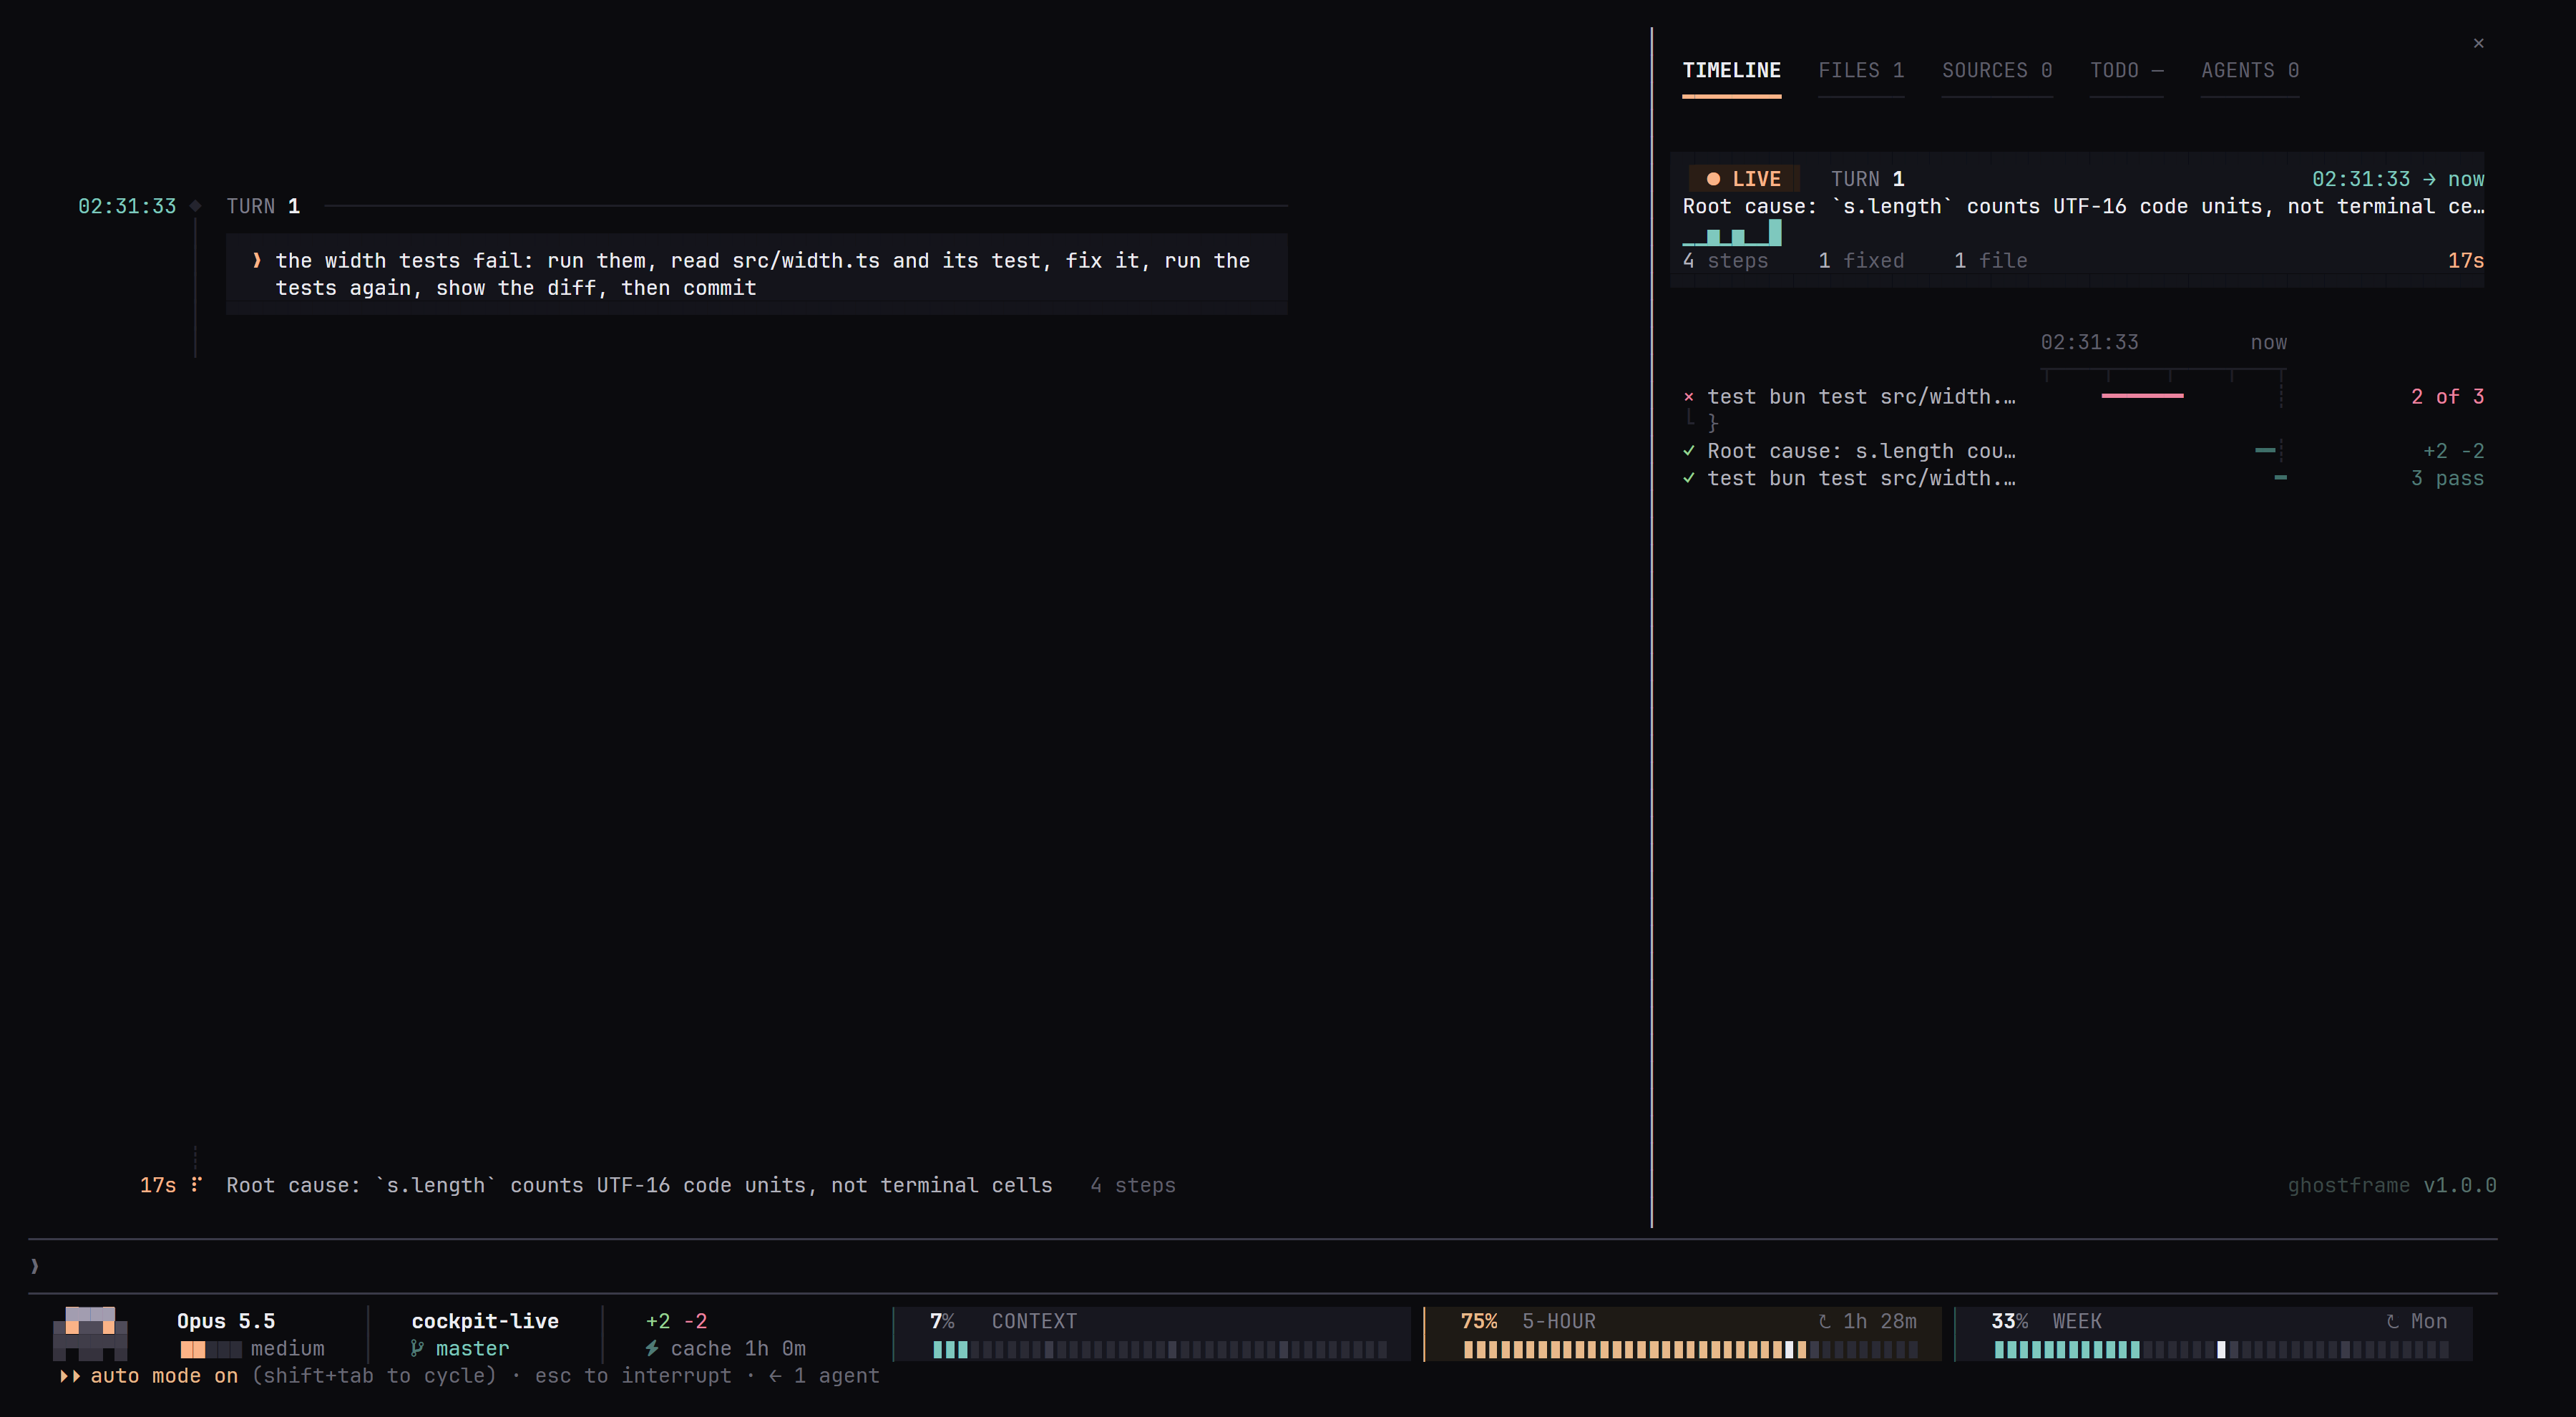 ×
TIMELINE FILES 1 SOURCES 0 TODO — AGENTS 0
02:31:33 ◆ TURN 1
❯ the width tests fail: run them, read src/width.ts and its test, fix it, run the
tests again, show the diff, then commit
● LIVE TURN 1 02:31:33 → now
Root cause: `s.length` counts UTF-16 code units, not terminal ce…
4 steps 1 fixed 1 file 17s
02:31:33 now
× test bun test src/width.… 2 of 3
└ }
✓ Root cause: s.length cou… +2 -2
✓ test bun test src/width.… 3 pass
17s Root cause: `s.length` counts UTF-16 code units, not terminal cells 4 steps
ghostframe v1.0.0
❯
Opus 5.5 cockpit-live +2 -2 7% CONTEXT 75% 5-HOUR ↻ 1h 28m 33% WEEK ↻ Mon
medium master cache 1h 0m
⏵⏵ auto mode on (shift+tab to cycle) · esc to interrupt · ← 1 agent